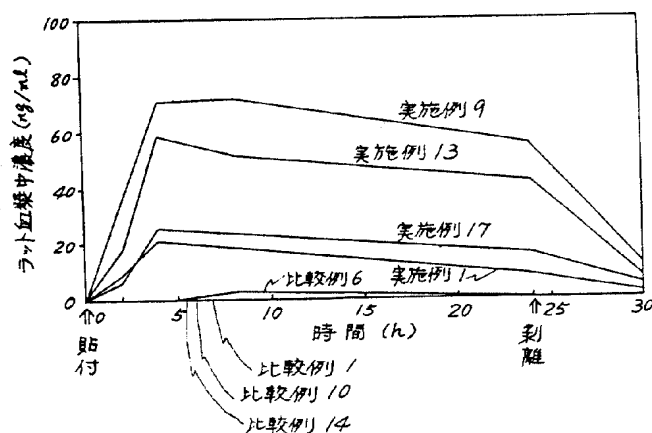 ラット血漿中濃度 (ng/ml)
100
80
60
40
20
0
実施例 9
実施例 13
実施例 17
比較例 6
実施例 1
0
5
10
15
20
25
30
時間 (h)
貼付
剥離
比較例 1
比較例 10
比較例 14